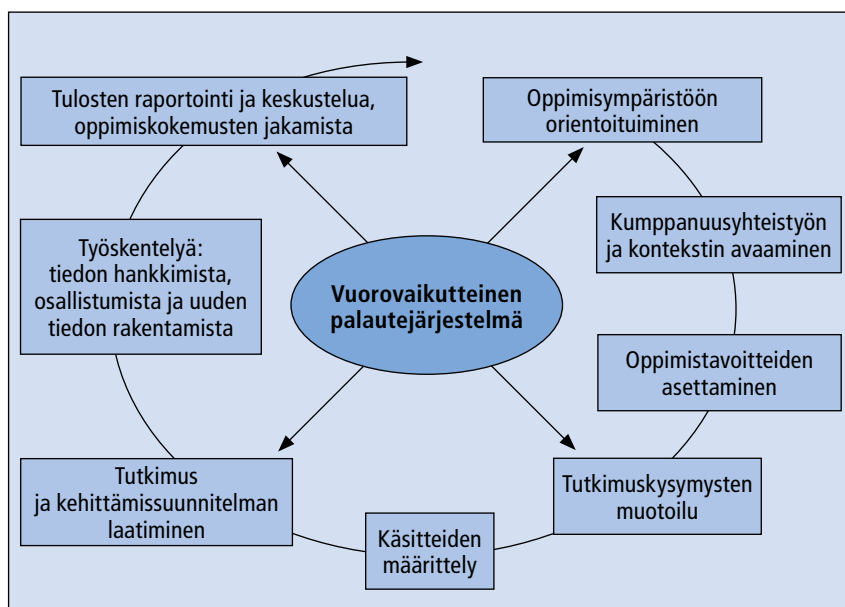 Tulosten raportointi ja keskustelua,
oppimiskokemusten jakamista
Oppimisympäristöön
orientoituiminen
Kumppanuusyhteistyön
ja kontekstin avaaminen
Työskentelyä:
tiedon hankkimista,
osallistumista ja uuden
tiedon rakentamista
Vuorovaikutteinen
palautejärjestelmä
Oppimistavoitteiden
asettaminen
Tutkimus
ja kehittämissuunnitelman
laatiminen
Tutkimuskysymysten
muotoilu
Käsitteiden
määrittely